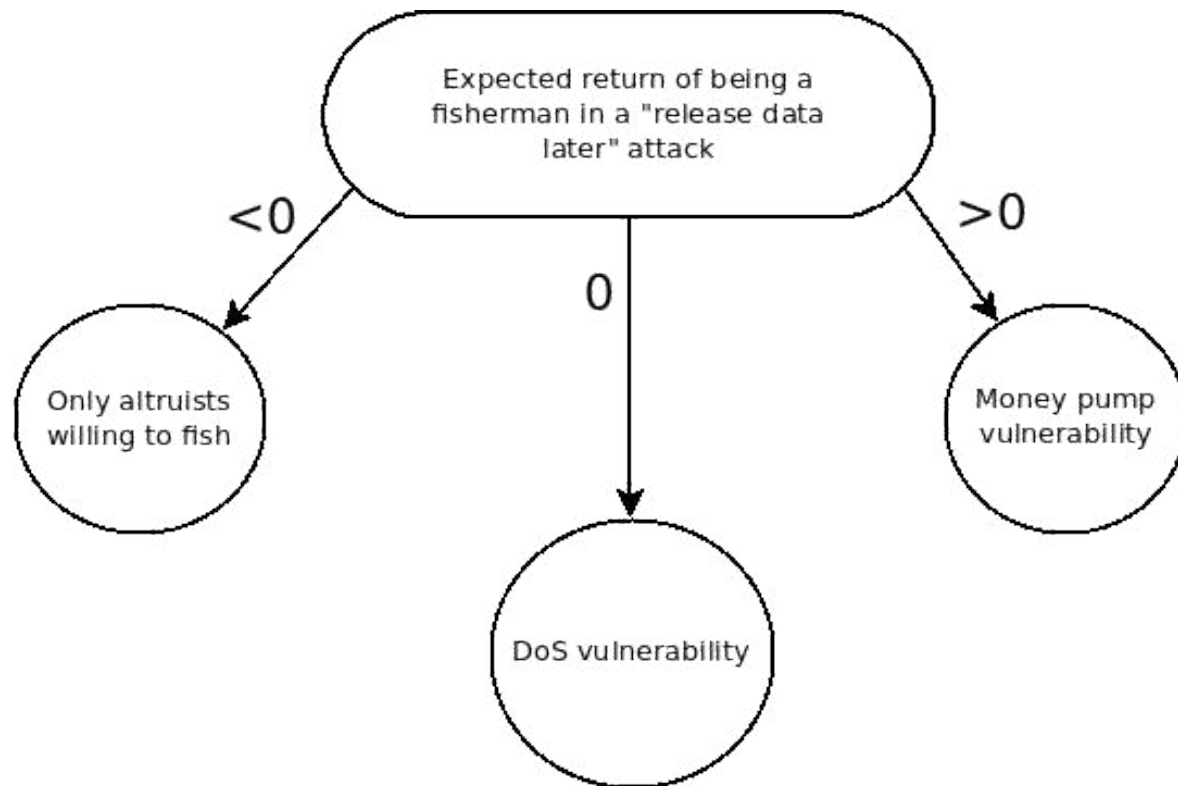 Expected return of being a
fisherman in a "release data
later" attack
<0
0
>0
Only altruists
willing to fish
Money pump
vulnerability
DoS vulnerability